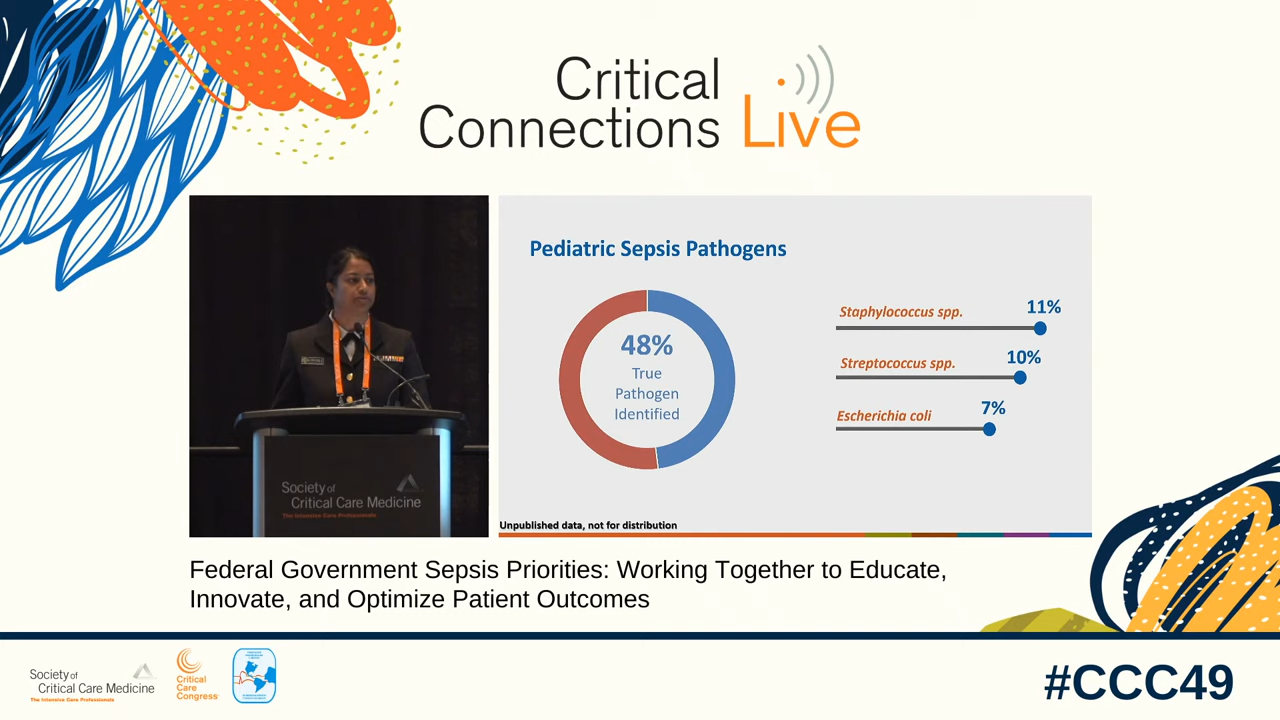 Critical
Connections Live
Pediatric Sepsis Pathogens
48%
True
Pathogen
Identified
Staphylococcus spp.
11%
Streptococcus spp.
10%
Escherichia coli
7%
Unpublished data, not for distribution
Society of
Critical Care Medicine
The Intensive Care Professionals
Federal Government Sepsis Priorities: Working Together to Educate,
Innovate, and Optimize Patient Outcomes
Society of
Critical Care Medicine
The Intensive Care Professionals
Critical
Care
Congress
#CCC49